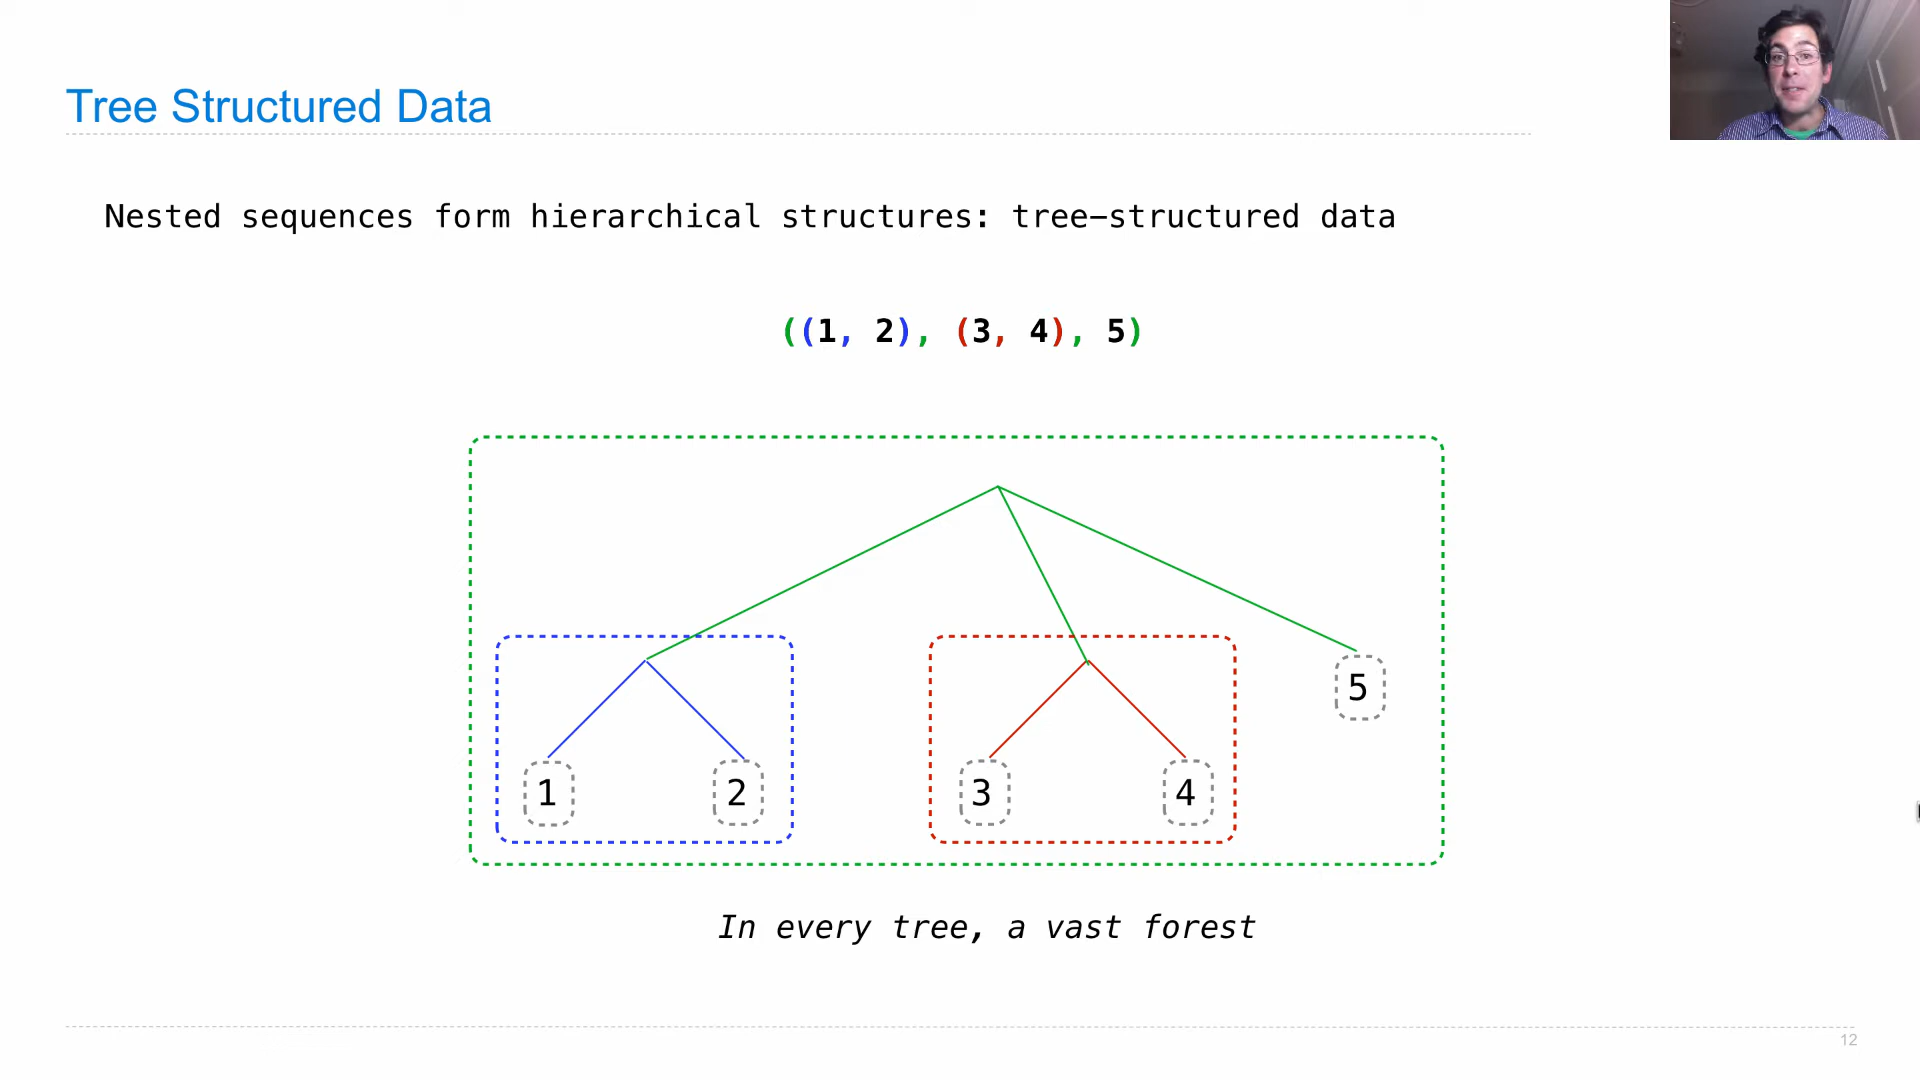 Tree Structured Data
Nested sequences form hierarchical structures: tree-structured data
((1, 2), (3, 4), 5)
5
1 2 3 4
In every tree, a vast forest
12